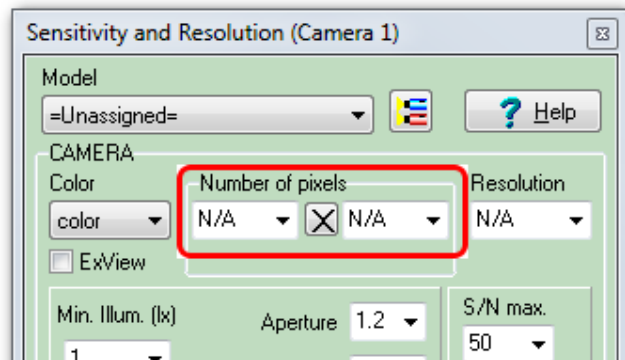 Sensitivity and Resolution (Camera 1)
Model
=Unassigned=
Help
CAMERA
Color
Number of pixels
Resolution
color
N/A
X
N/A
N/A
ExView
Min. Illum. (lx)
Aperture
1.2
S/N max.
50
1